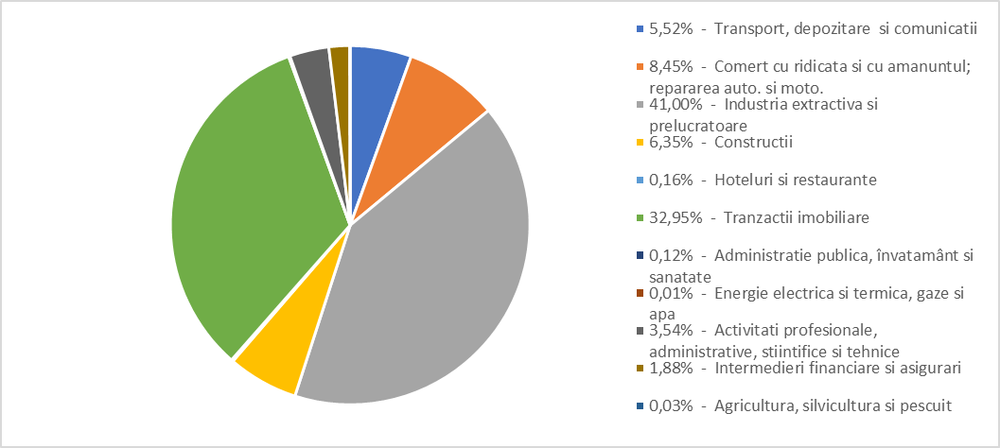 5,52%  -  Transport, depozitare  si comunicatii
8,45%  -  Comert cu ridicata si cu amanuntul;
repararea auto. si moto.
41,00%  -  Industria extractiva si
prelucratoare
6,35%  -  Constructii
0,16%  -  Hoteluri si restaurante
32,95%  -  Tranzactii imobiliare
0,12%  -  Administratie publica, învatamânt si
sanatate
0,01%  -  Energie electrica si termica, gaze si
apa
3,54%  -  Activitati profesionale,
administrative, stiintifice si tehnice
1,88%  -  Intermedieri financiare si asigurari
0,03%  -  Agricultura, silvicultura si pescuit